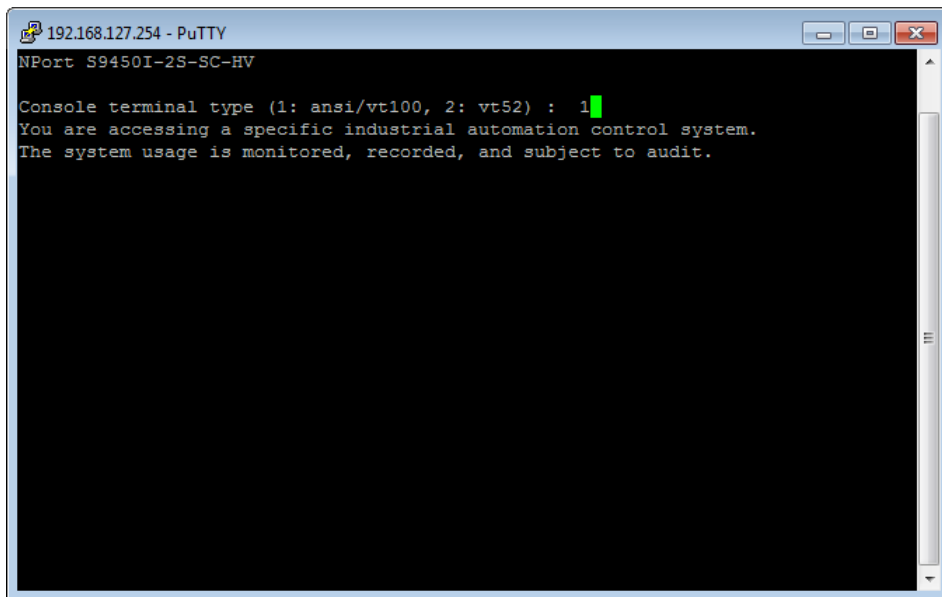 192.168.127.254 - PuTTY
NPort S9450I-2S-SC-HV
Console terminal type (1: ansi/vt100, 2: vt52) : 1
You are accessing a specific industrial automation control system.
The system usage is monitored, recorded, and subject to audit.